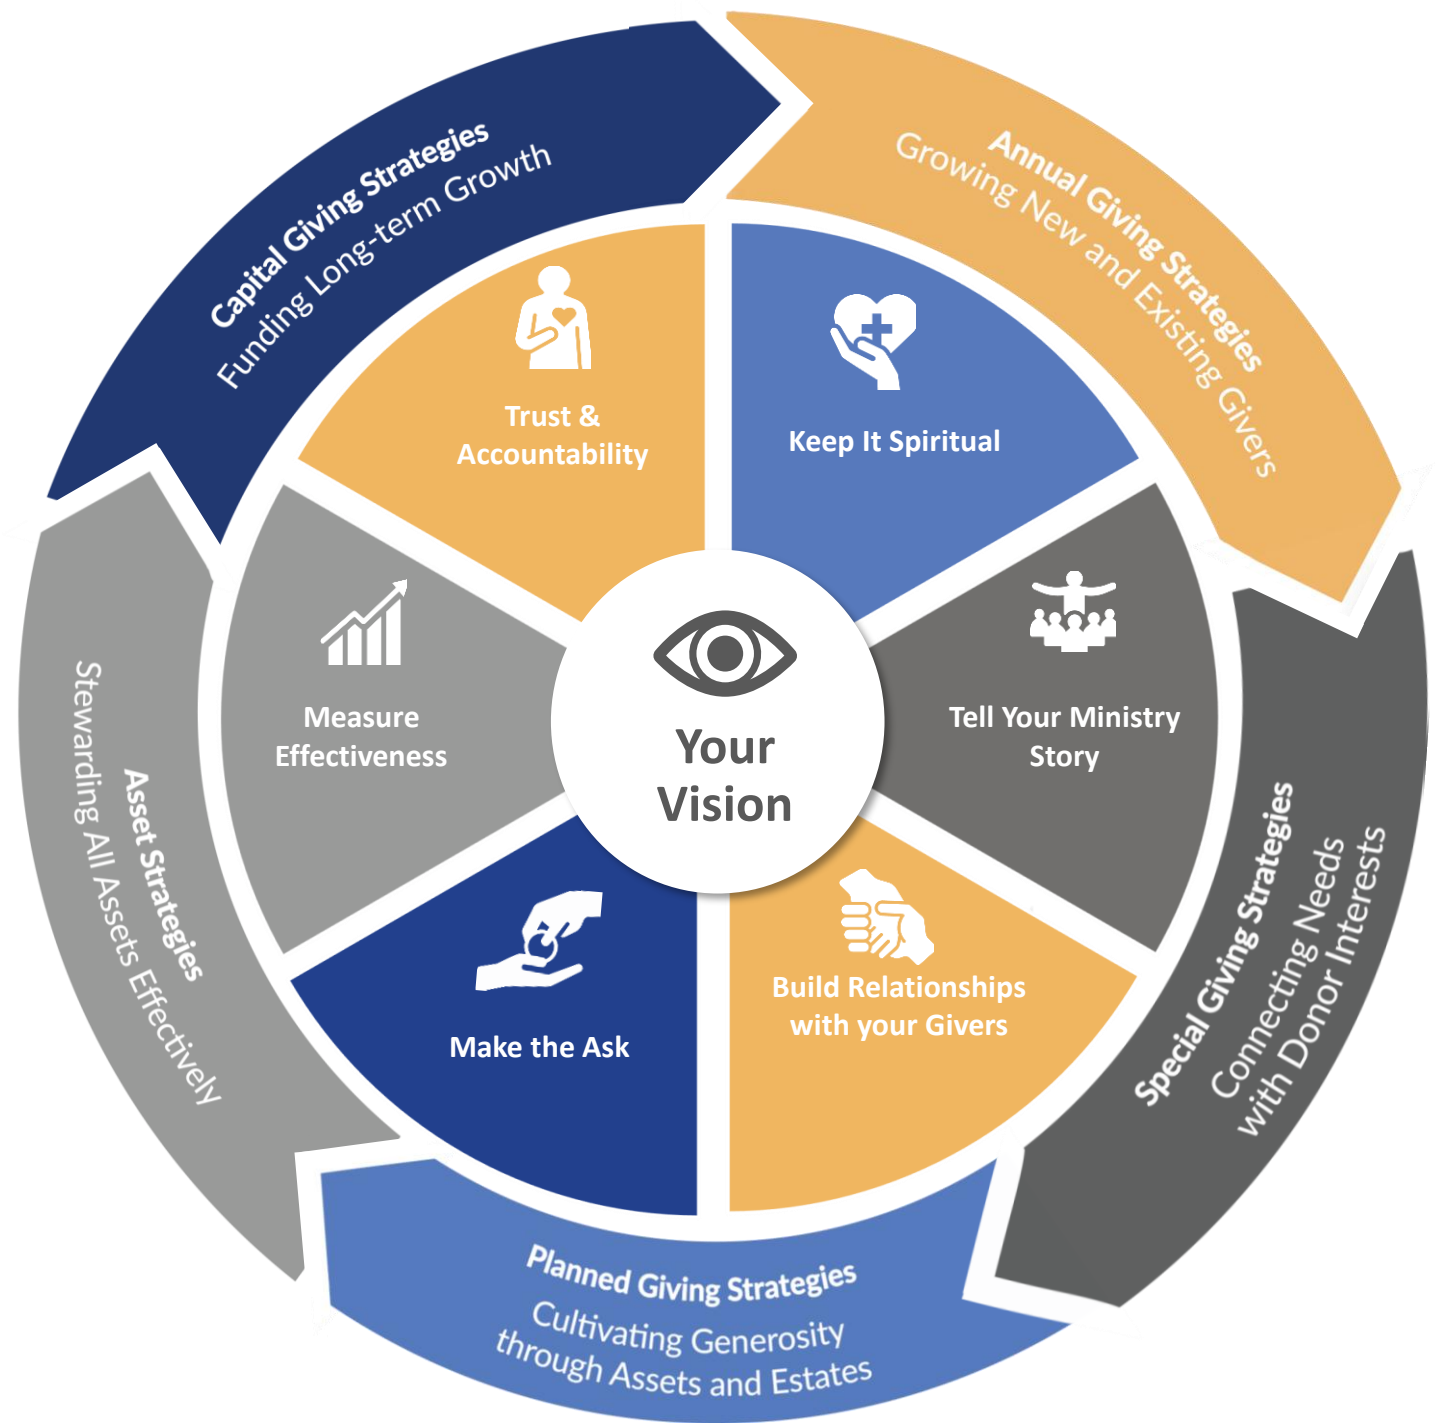 Capital Giving Strategies
Funding Long-term Growth
Annual Giving Strategies
Growing New and Existing Givers
Special Giving Strategies
Connecting Needs
with Donor Interests
Planned Giving Strategies
Cultivating Generosity
through Assets and Estates
Asset Strategies
Stewarding All Assets Effectively
Trust &
Accountability
Keep It Spiritual
Tell Your Ministry
Story
Build Relationships
with your Givers
Make the Ask
Measure
Effectiveness
Your
Vision